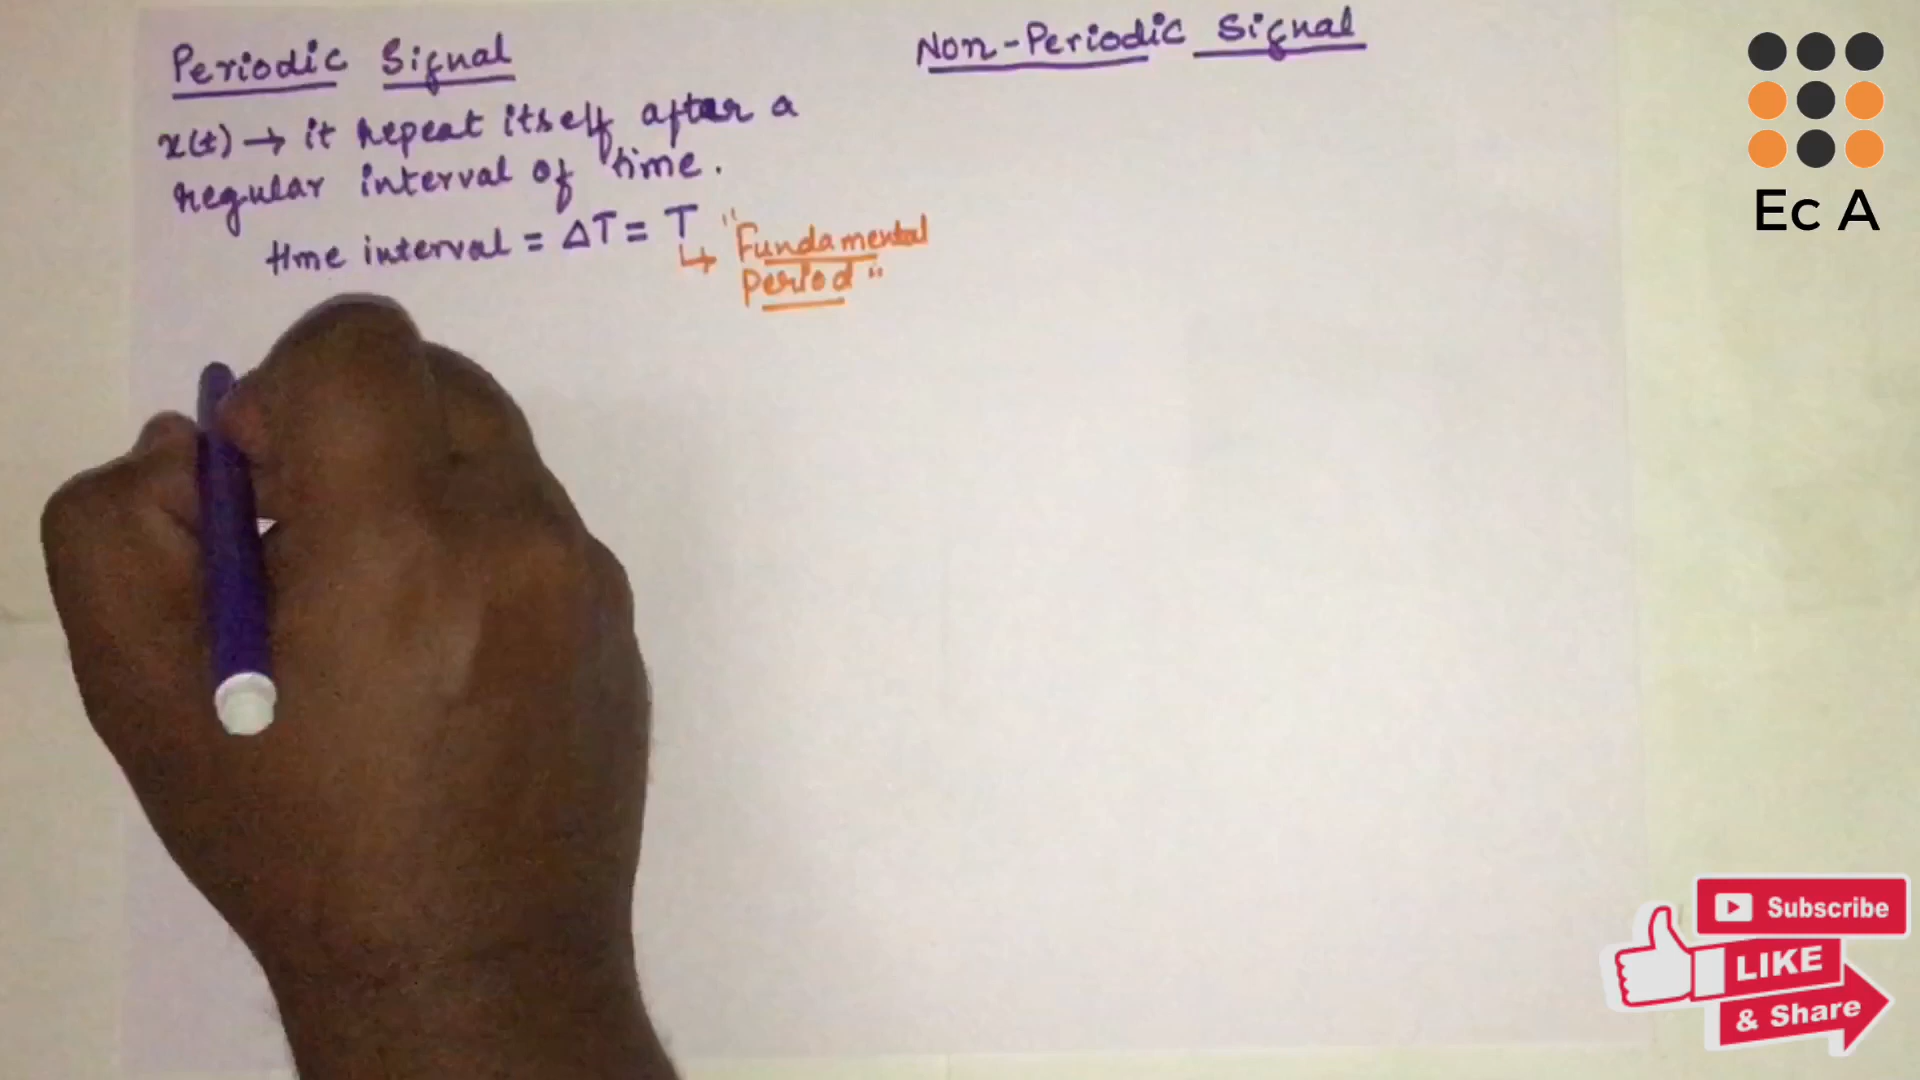 Periodic Signal
x(t) → it repeat itself after a
regular interval of time.
time interval = ΔT = T
↳ "Fundamental
period"
Non-Periodic Signal
Ec A
Subscribe
LIKE
& Share